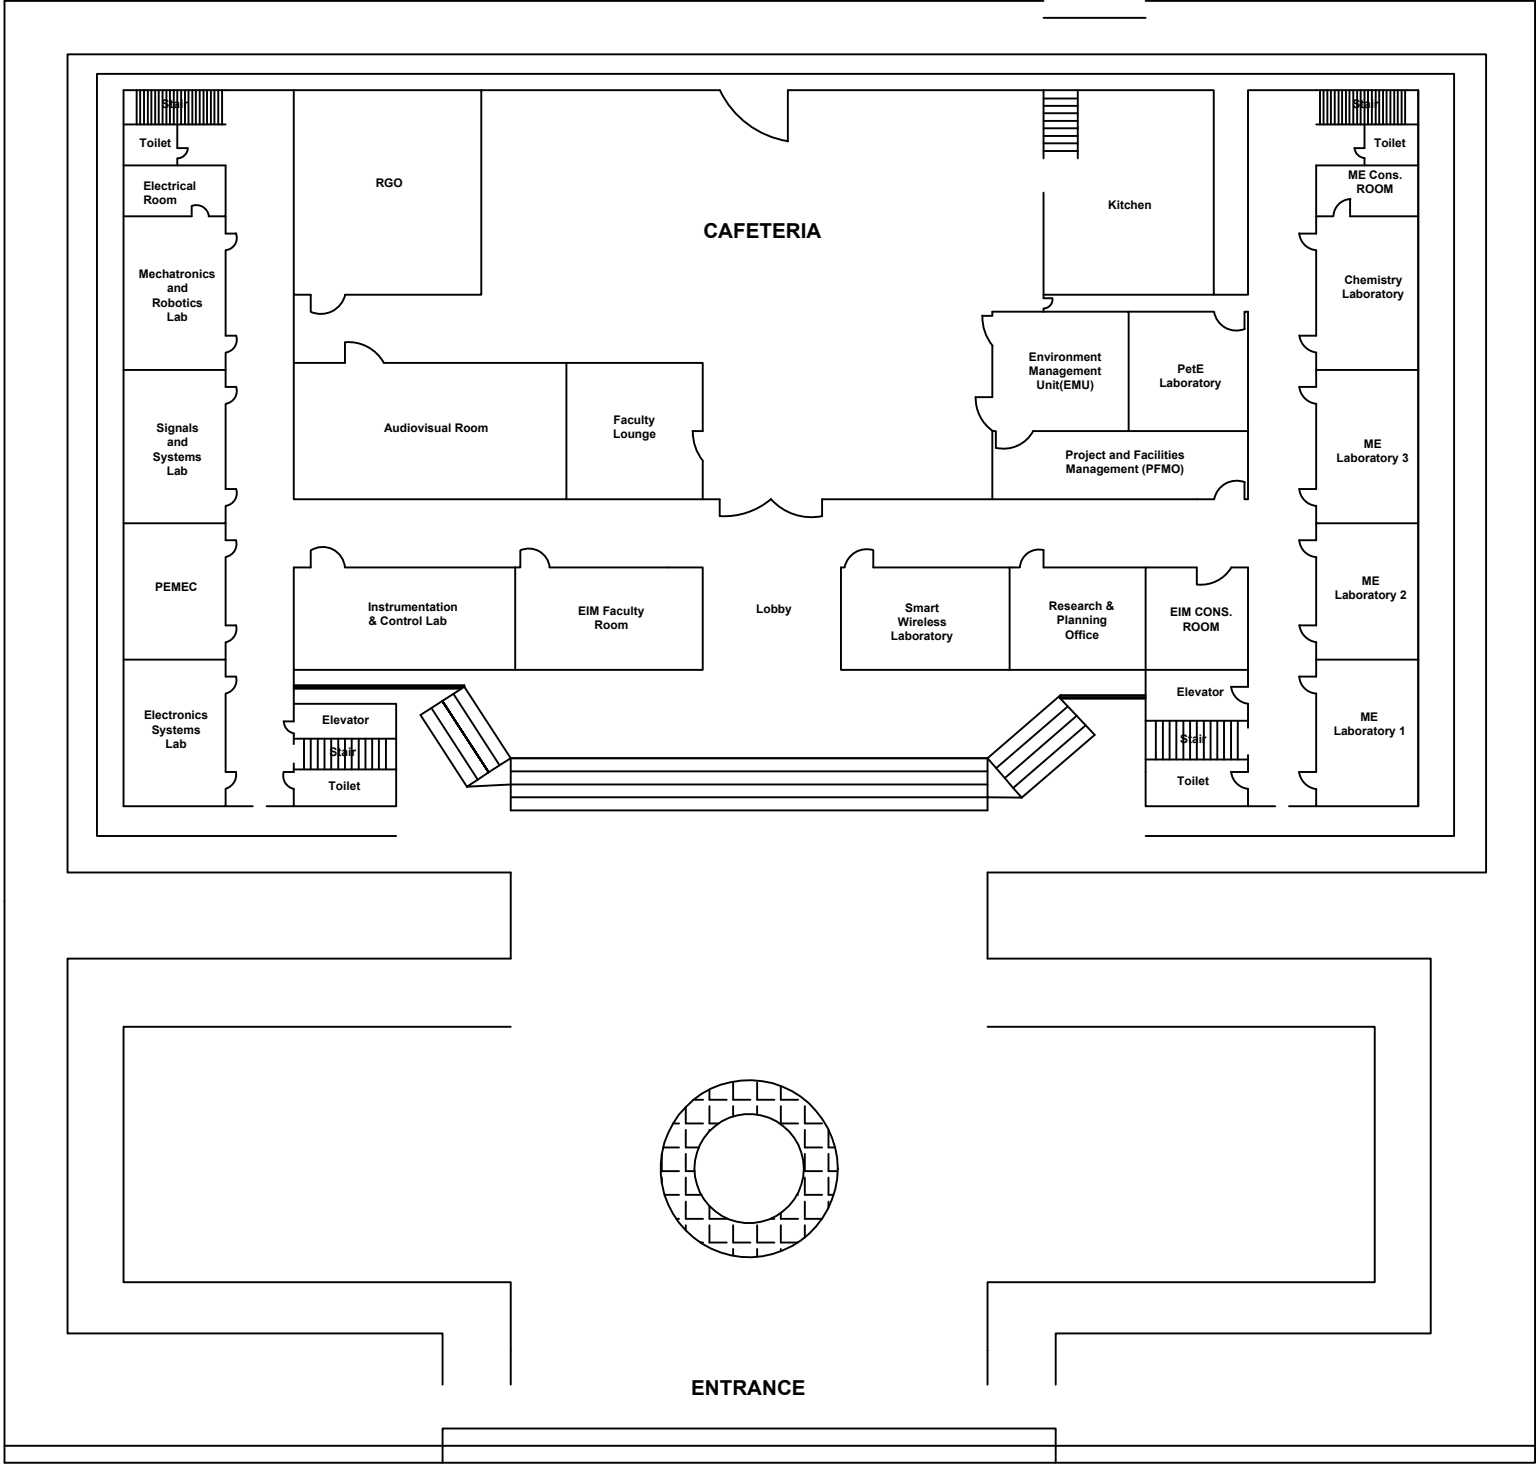 Stair
Toilet
Electrical
Room
Mechatronics
and
Robotics
Lab
Signals
and
Systems
Lab
PEMEC
Electronics
Systems
Lab
RGO
CAFETERIA
Kitchen
Audiovisual Room
Faculty
Lounge
Environment
Management
Unit(EMU)
PetE
Laboratory
Project and Facilities
Management (PFMO)
Instrumentation
& Control Lab
EIM Faculty
Room
Lobby
Smart
Wireless
Laboratory
Research &
Planning
Office
EIM CONS.
ROOM
Elevator
Stair
Toilet
Elevator
Stair
Toilet
Stair
Toilet
ME Cons.
ROOM
Chemistry
Laboratory
ME
Laboratory 3
ME
Laboratory 2
ME
Laboratory 1
ENTRANCE